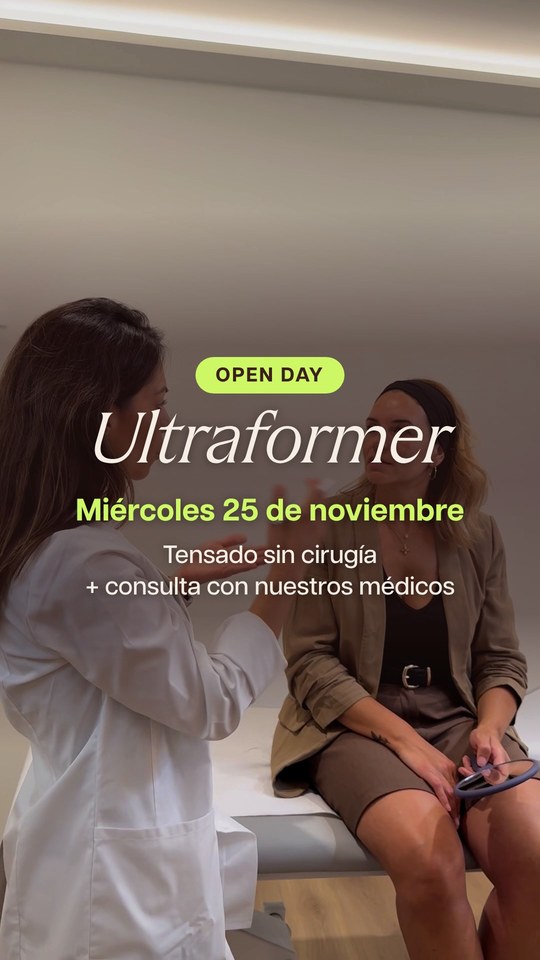 OPEN DAY
Ultraformer
Miércoles 25 de noviembre
Tensado sin cirugía
+ consulta con nuestros médicos